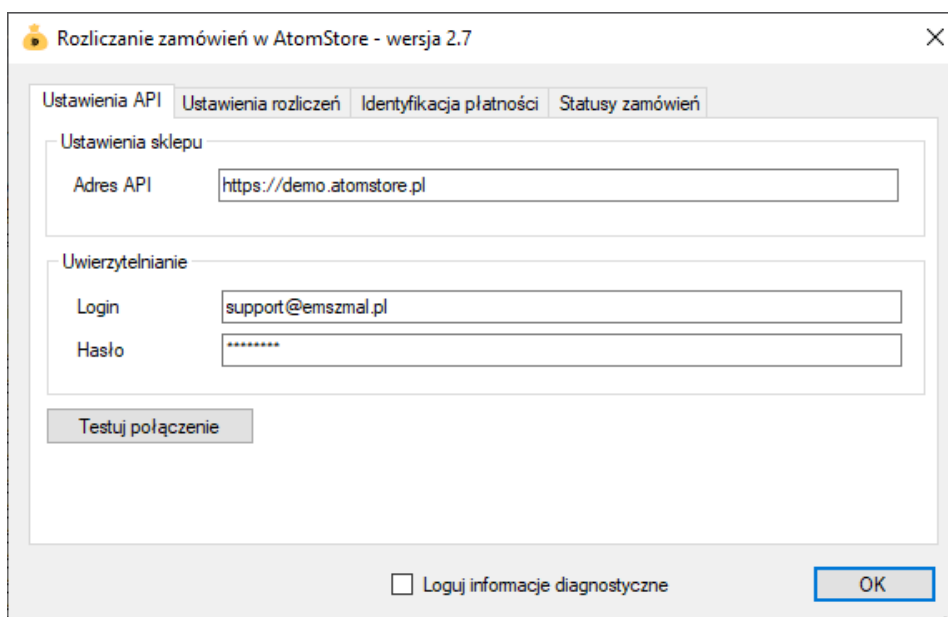 Rozliczanie zamówień w AtomStore - wersja 2.7
Ustawienia API Ustawienia rozliczeń Identyfikacja płatności Statusy zamówień
Ustawienia sklepu
Adres API https://demo.atomstore.pl
Uwierzytelnianie
Login support@emszmal.pl
Hasło ********
Testuj połączenie
Loguj informacje diagnostyczne OK